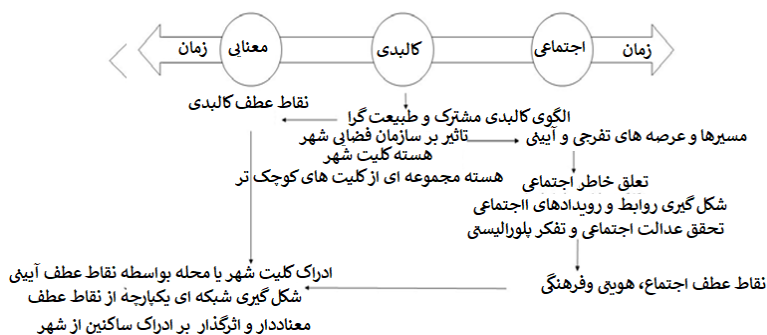 زمان
اجتماعی
کالبدی
معنایی
زمان
نقاط عطف کالبدی
الگوی کالبدی مشترک و طبیعت گرا
تاثیر بر سازمان فضایی شهر
هسته کلیت شهر
هسته مجموعه ای از کلیت های کوچک تر
مسیرها و عرصه های تفرجی و آیینی
تعلق خاطر اجتماعی
شکل گیری روابط و رویدادهای ااجتماعی
تحقق عدالت اجتماعی و تفکر پلورالیستی
نقاط عطف اجتماع، هویتی وفرهنگی
ادراک کلیت شهر یا محله بواسطه نقاط عطف آیینی
شکل گیری شبکه ای یکپارچهٔ از نقاط عطف
معناددار و اثرگذار بر ادراک ساکنین از شهر